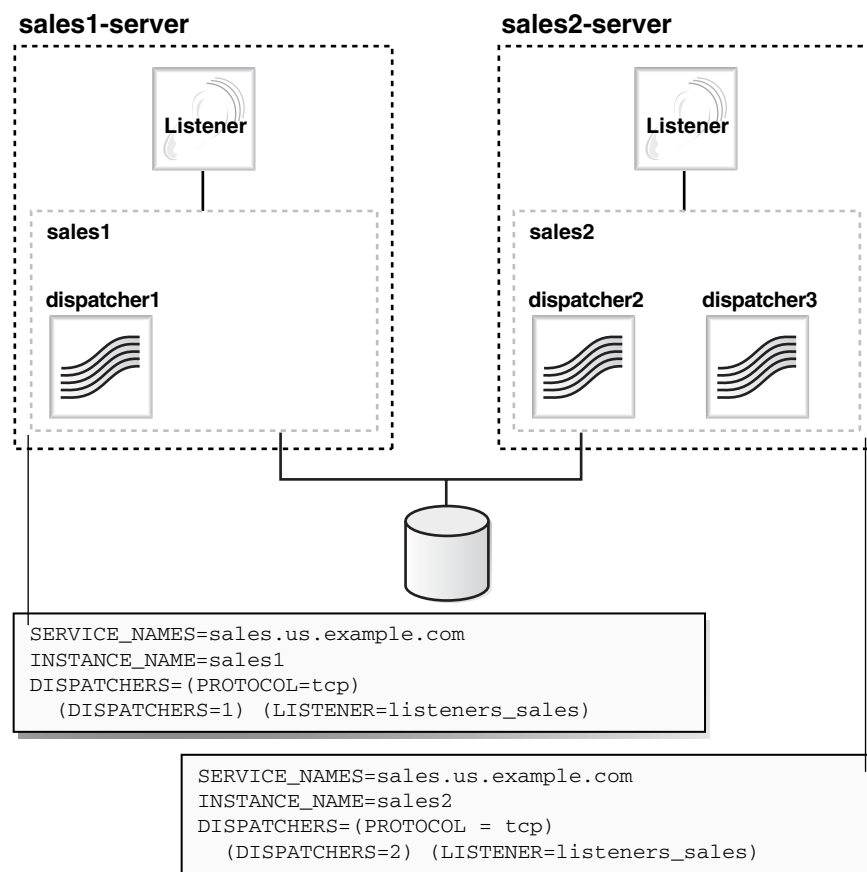 sales1-server
sales2-server
Listener
Listener
sales1
sales2
dispatcher1
dispatcher2
dispatcher3
SERVICE_NAMES=sales.us.example.com
INSTANCE_NAME=sales1
DISPATCHERS=(PROTOCOL=tcp)
(DISPATCHERS=1) (LISTENER=listeners_sales)
SERVICE_NAMES=sales.us.example.com
INSTANCE_NAME=sales2
DISPATCHERS=(PROTOCOL = tcp)
(DISPATCHERS=2) (LISTENER=listeners_sales)